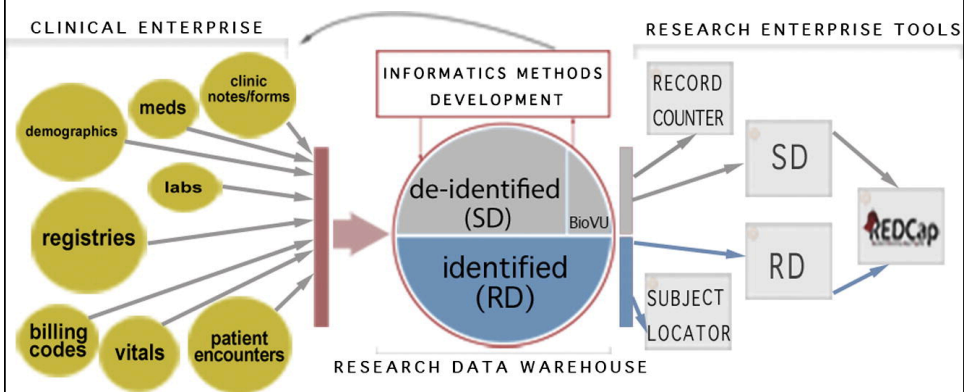 CLINICAL ENTERPRISE
demographics
meds
clinic
notes/forms
labs
registries
billing
codes
vitals
patient
encounters
INFORMATICS METHODS
DEVELOPMENT
de-identified
(SD)
BioVU
identified
(RD)
RESEARCH DATA WAREHOUSE
RESEARCH ENTERPRISE TOOLS
RECORD
COUNTER
SD
RD
SUBJECT
LOCATOR
REDCap